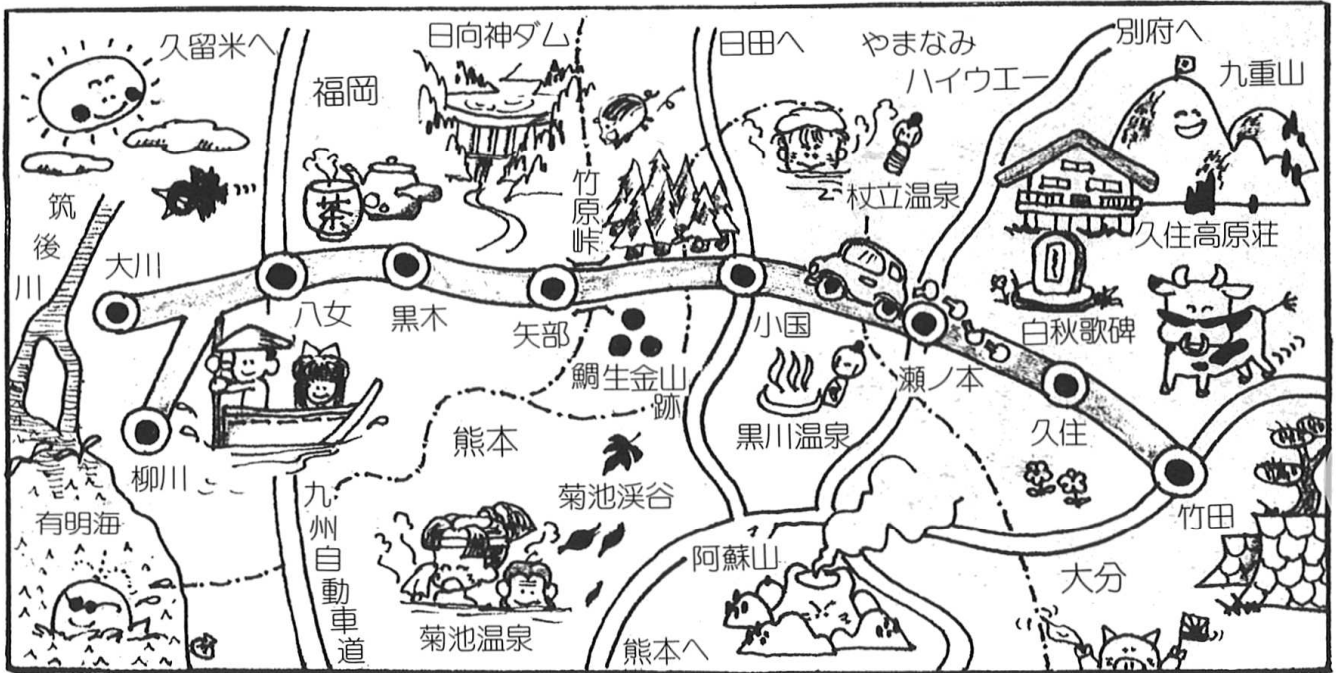 久留米へ
福岡
日向神ダム
日田へ
やまなみ
ハイウエー
別府へ
九重山
筑後川
大川
茶
竹原峠
杖立温泉
久住高原荘
八女
黒木
矢部
小国
瀬ノ本
白秋歌碑
鯛生金山
跡
黒川温泉
久住
柳川
熊本
菊池渓谷
竹田
有明海
九州自動車道
菊池温泉
阿蘇山
大分
熊本へ